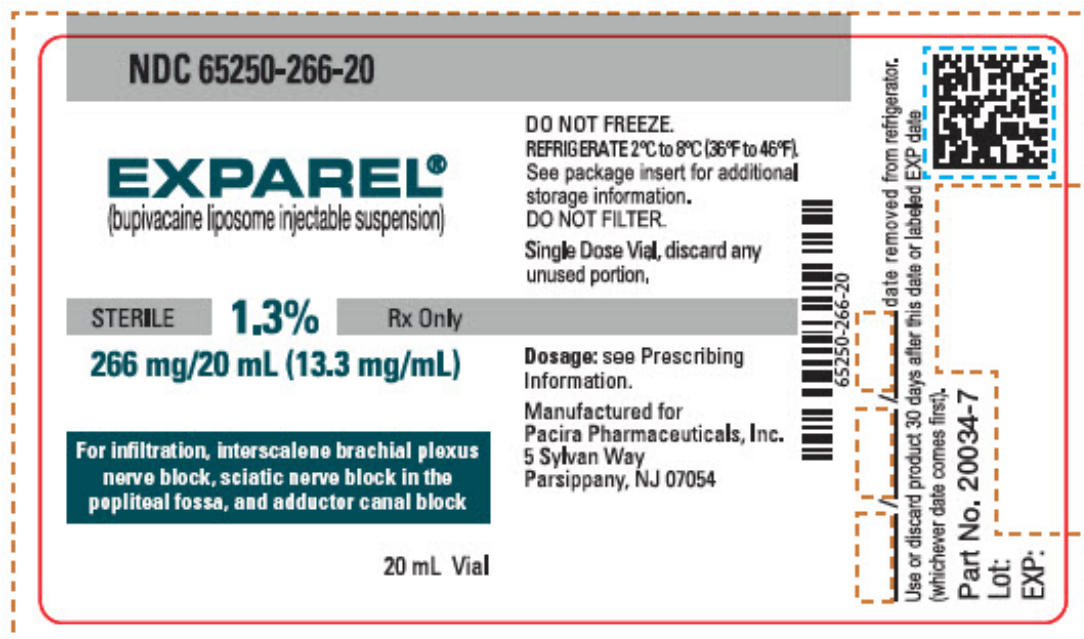 NDC 65250-266-20
EXPAREL®
(bupivacaine liposome injectable suspension)
STERILE 1.3% Rx Only
266 mg/20 mL (13.3 mg/mL)
For infiltration, interscalene brachial plexus
nerve block, sciatic nerve block in the
popliteal fossa, and adductor canal block
20 mL Vial
DO NOT FREEZE.
REFRIGERATE 2°C to 8°C (36°F to 46°F).
See package insert for additional
storage information.
DO NOT FILTER.
Single Dose Vial, discard any
unused portion.
Dosage: see Prescribing
Information.
Manufactured for
Pacira Pharmaceuticals, Inc.
5 Sylvan Way
Parsippany, NJ 07054
65250-266-20
/ / date removed from refrigerator.
Use or discard product 30 days after this date or labeled EXP date
(whichever date comes first).
Part No. 20034-7
Lot:
EXP: